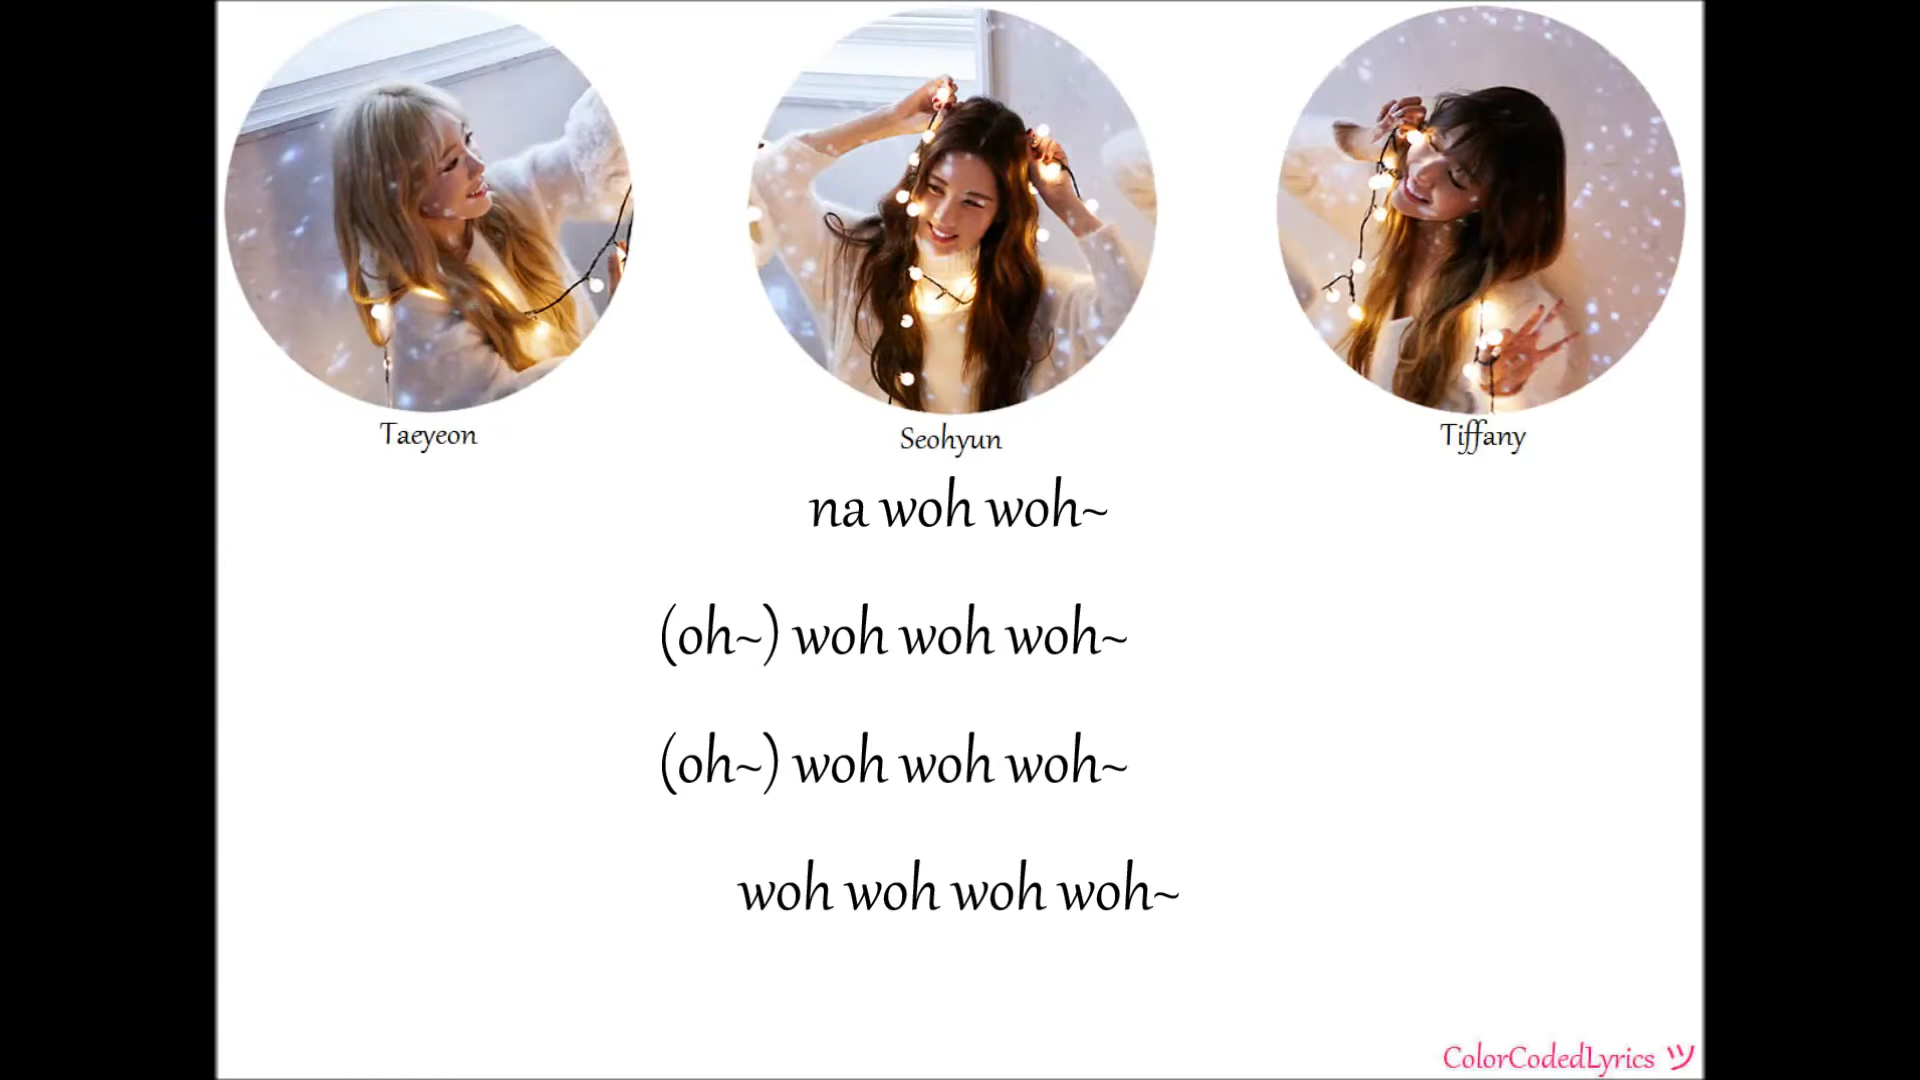 Taeyeon
Seohyun
Tiffany
na woh woh~
(oh~) woh woh woh~
(oh~) woh woh woh~
woh woh woh woh~
ColorCodedLyrics ツ